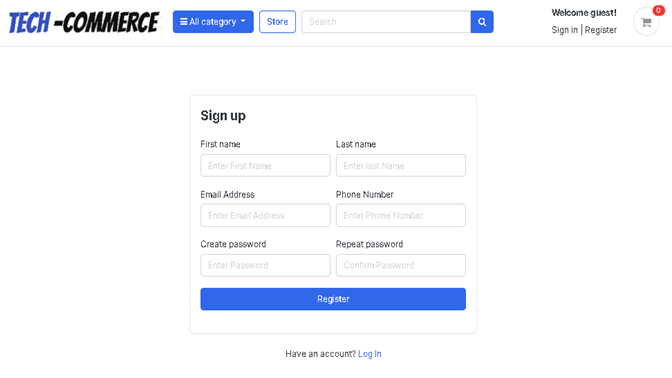 TECH -COMMERCE
All category
Store
Search
Welcome guest!
Sign in | Register
0
Sign up
First name
Last name
Enter First Name
Enter last Name
Email Address
Phone Number
Enter Email Address
Enter Phone Number
Create password
Repeat password
Enter Password
Confirm Password
Register
Have an account? Log In